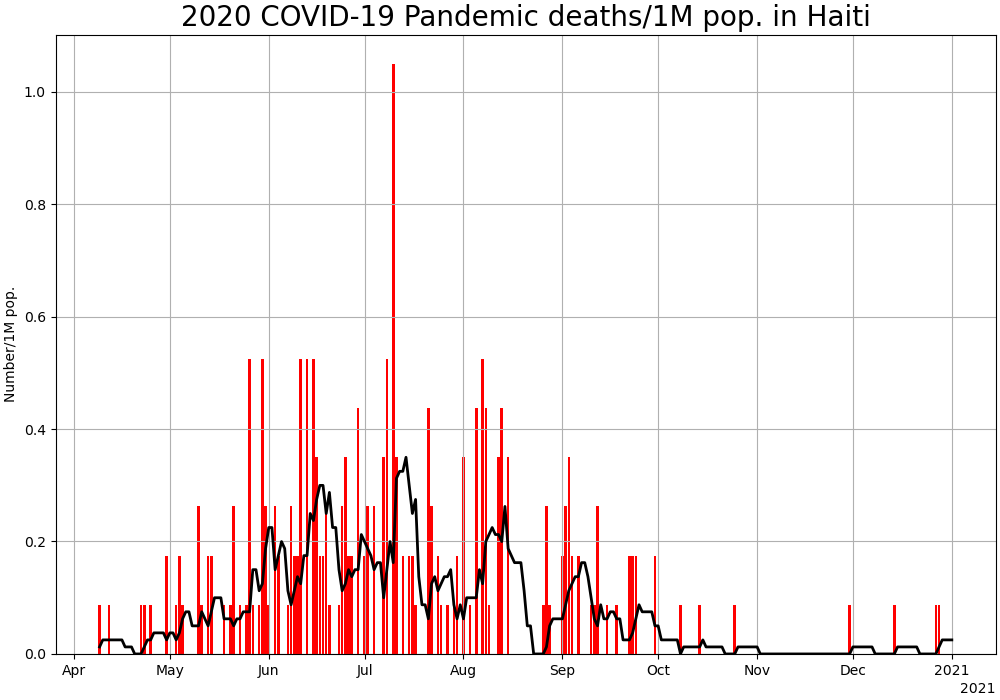 2020 COVID-19 Pandemic deaths/1M pop. in Haiti
Number/1M pop.
1.0
0.8
0.6
0.4
0.2
0.0
Apr May Jun Jul Aug Sep Oct Nov Dec 2021
2021